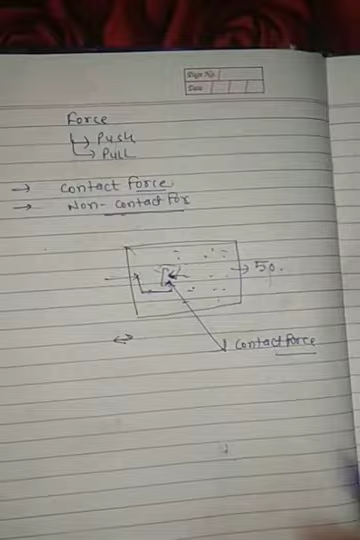 Page No.
Date
Force
Push
Pull
→ Contact force
→ Non-contact For
→ 50.
Contact force